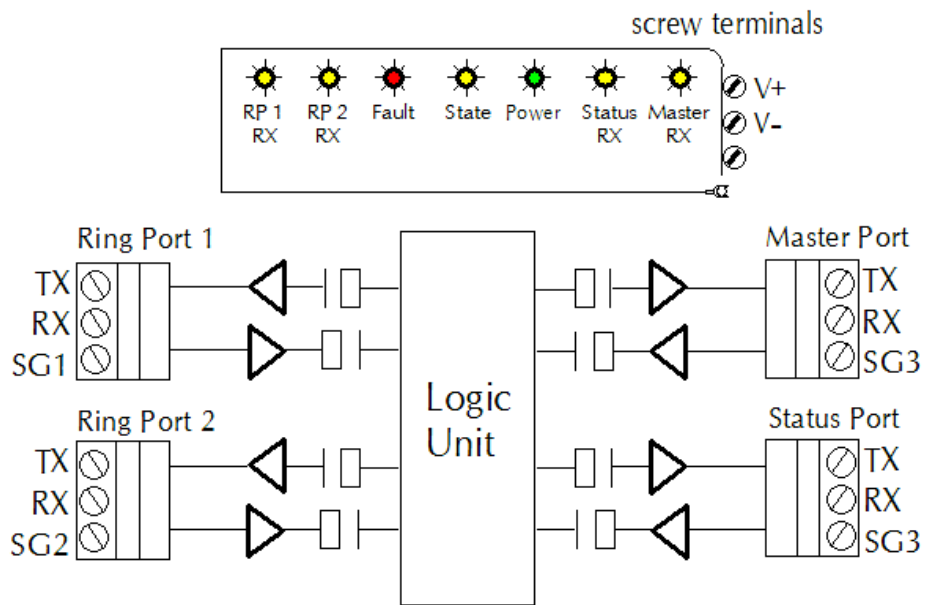 screw terminals
RP 1 RX
RP 2 RX
Fault
State
Power
Status RX
Master RX
V+
V-
Ring Port 1
TX
RX
SG1
Ring Port 2
TX
RX
SG2
Logic
Unit
Master Port
TX
RX
SG3
Status Port
TX
RX
SG3